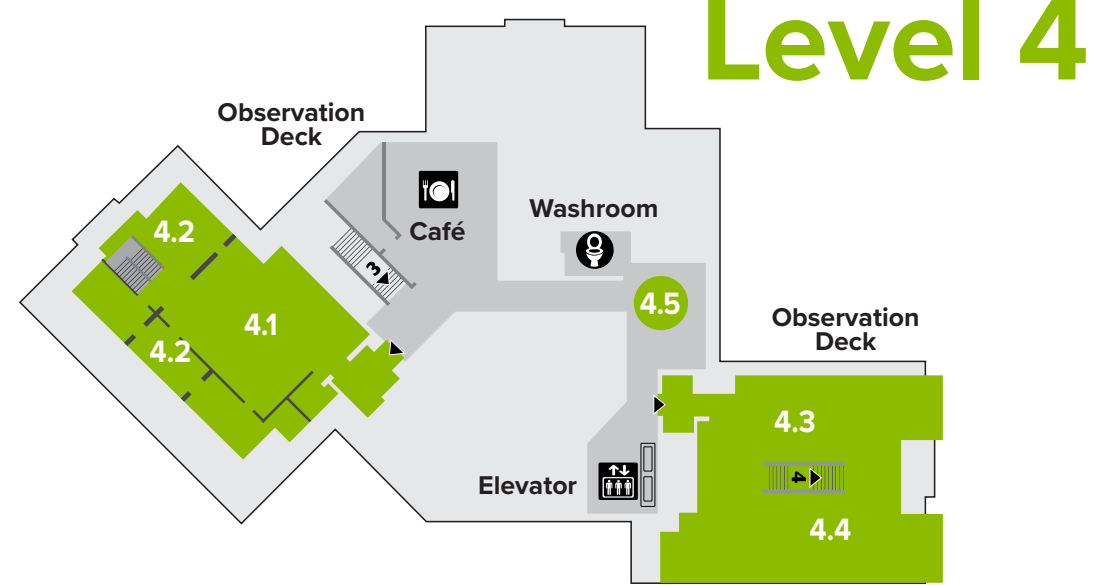 Level 4
Observation
Deck
Café
Washroom
4.2
3
4.5
4.1
Observation
Deck
4.2
4.3
4
Elevator
4.4